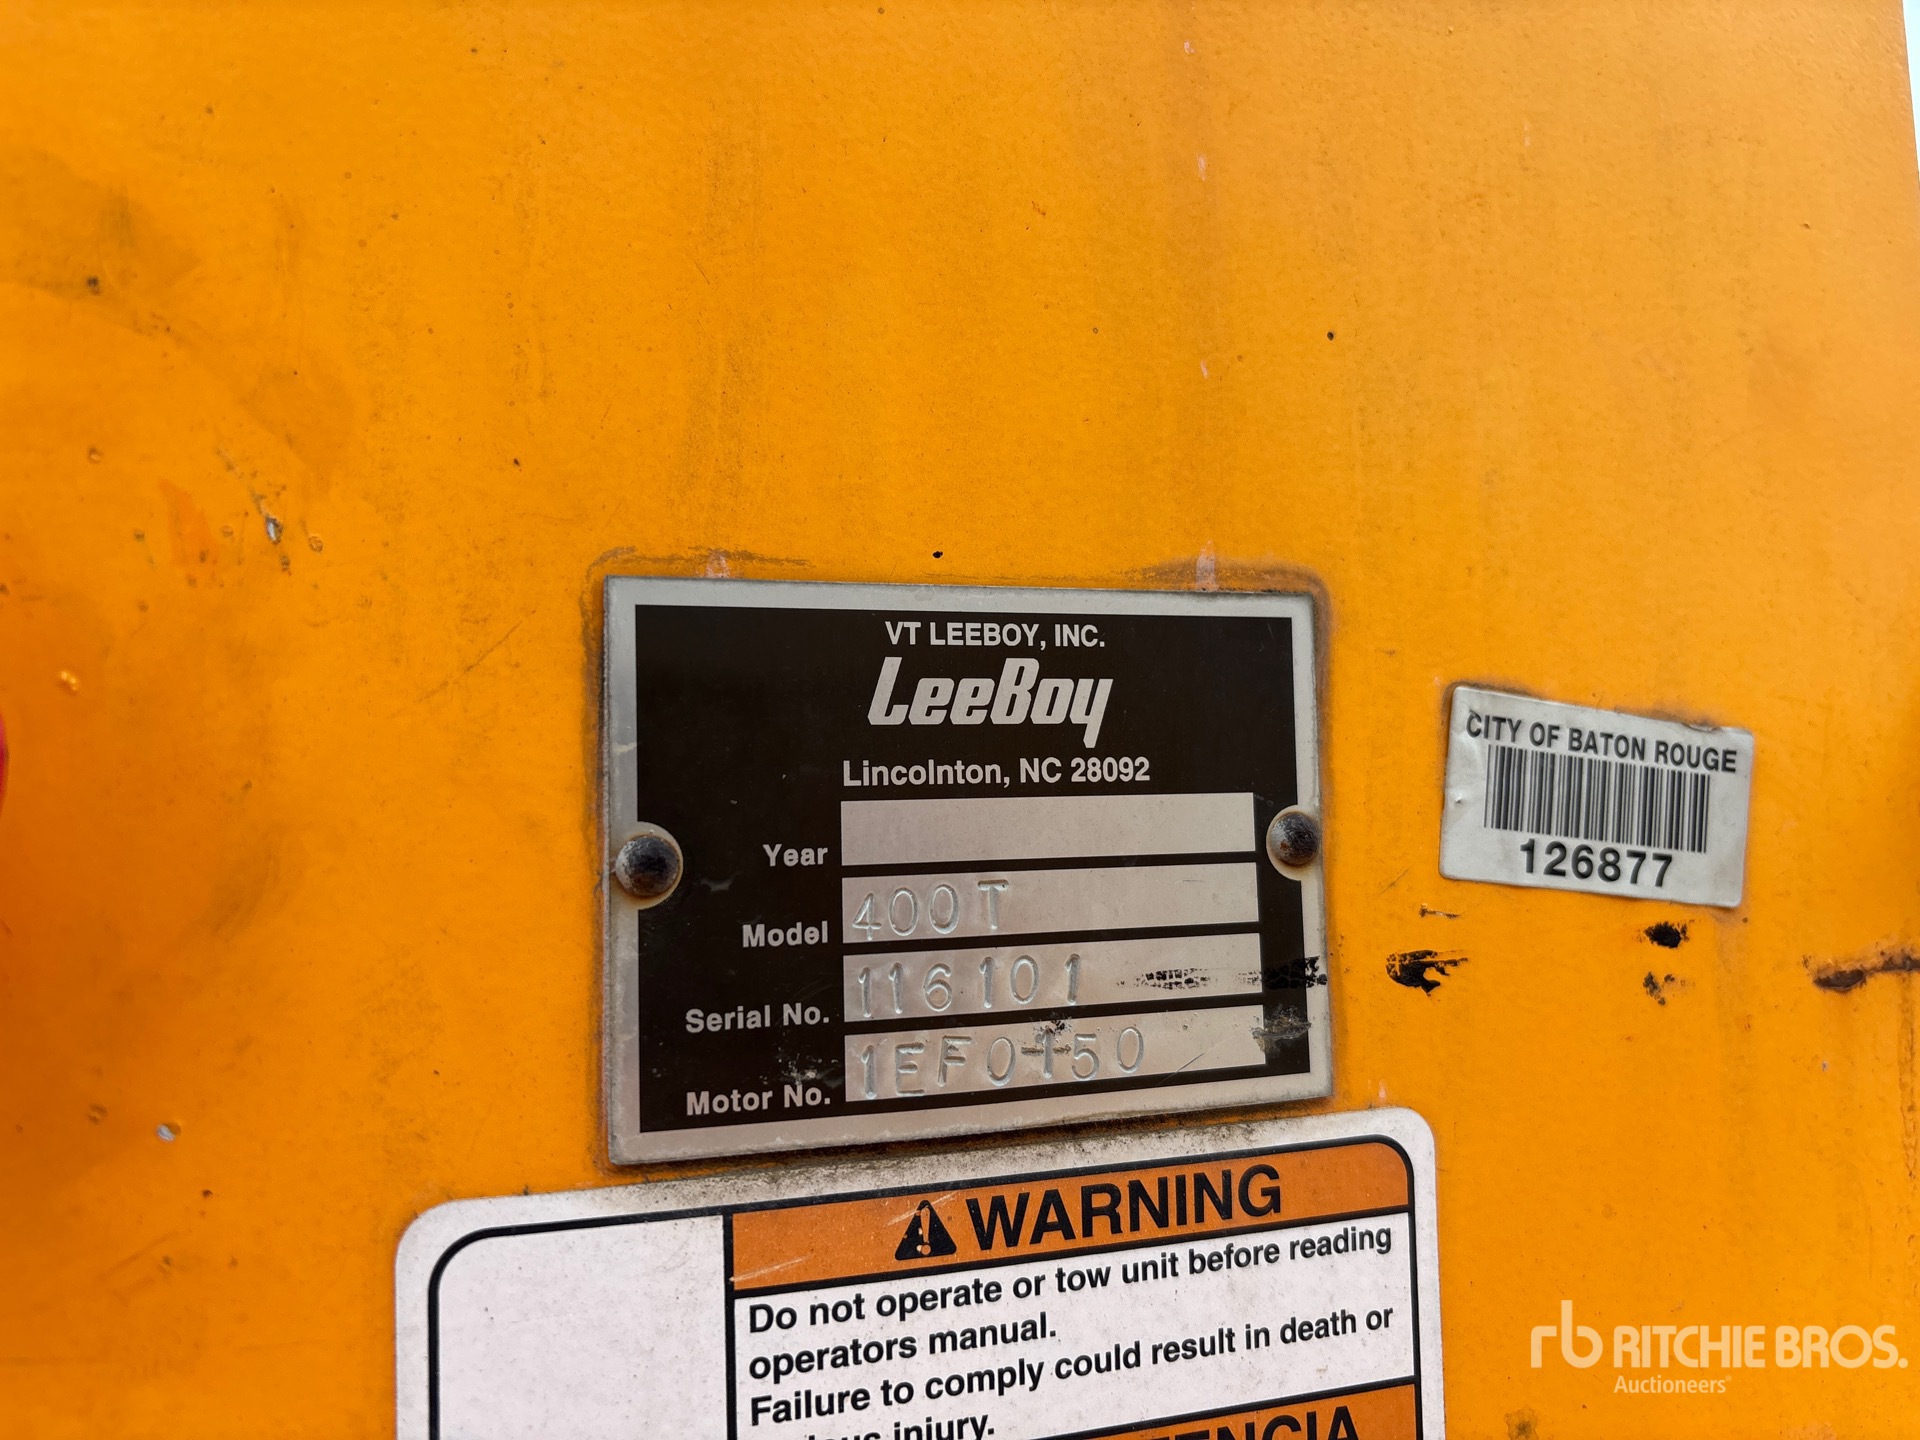 VT LEEBOY, INC.
LeeBoy
Lincolnton, NC 28092
Year
Model 400T
Serial No. 116101
Motor No. 1EF0150
CITY OF BATON ROUGE
126877
WARNING
Do not operate or tow unit before reading
operators manual.
Failure to comply could result in death or
injury.
rb RITCHIE BROS.
Auctioneers